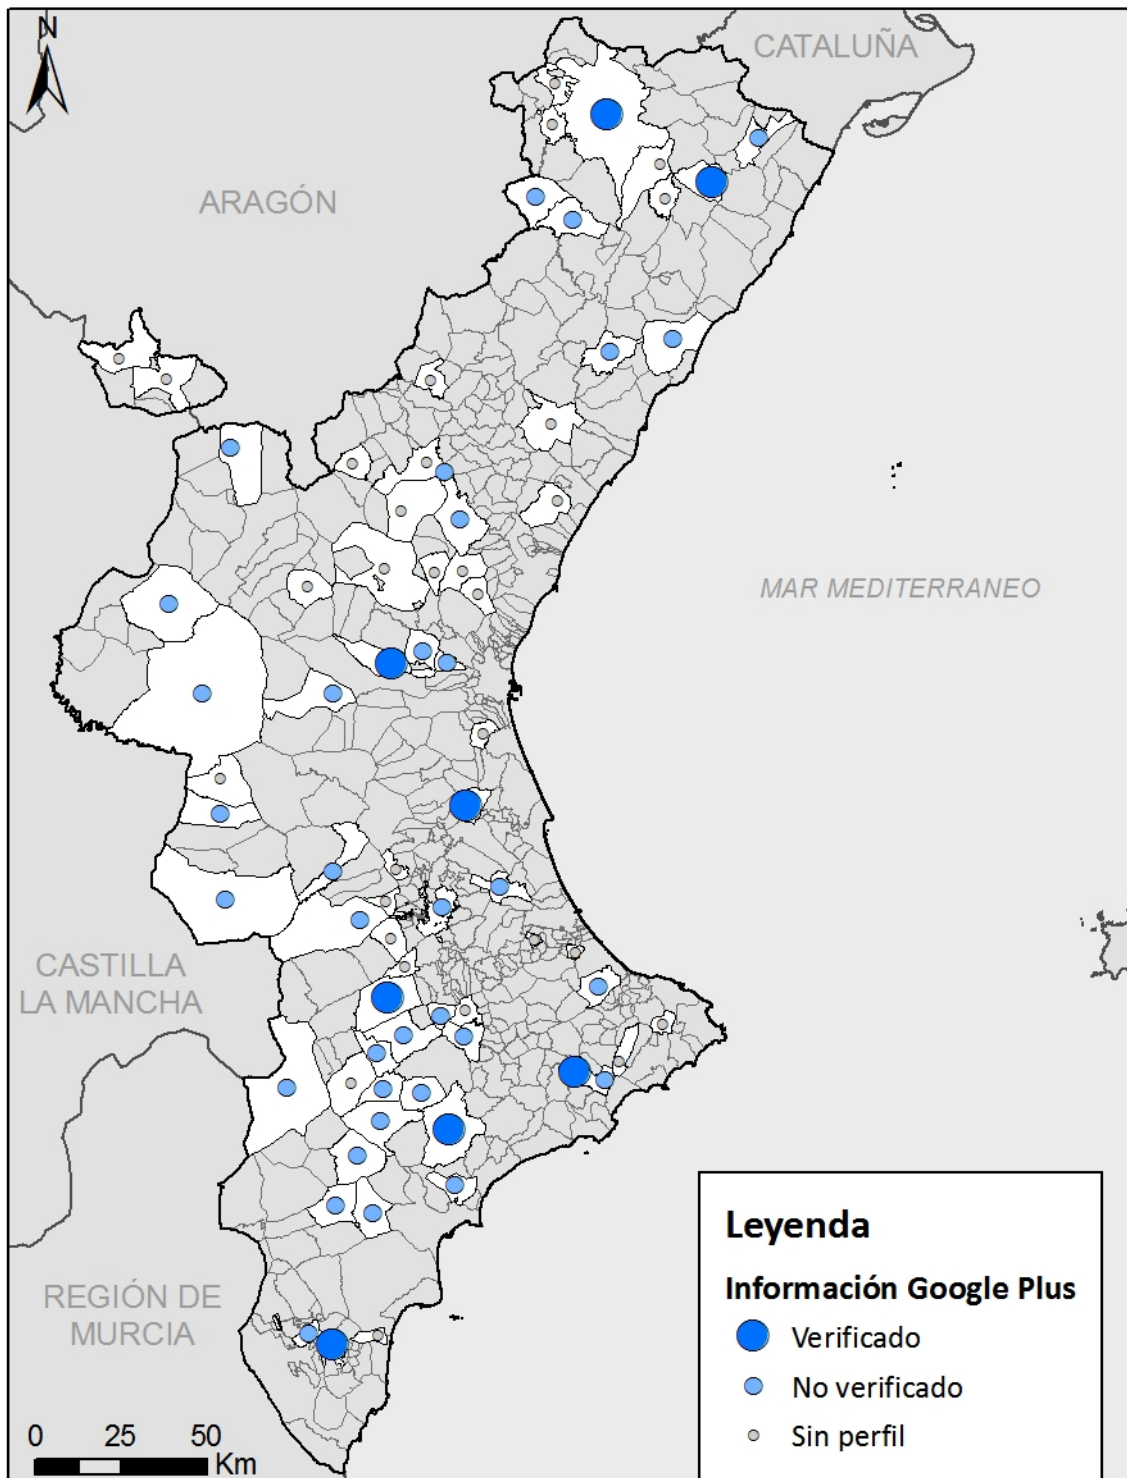 N
CATALUÑA
ARAGÓN
MAR MEDITERRANEO
CASTILLA
LA MANCHA
REGIÓN DE
MURCIA
Leyenda
Información Google Plus
Verificado
No verificado
Sin perfil
0 25 50
Km